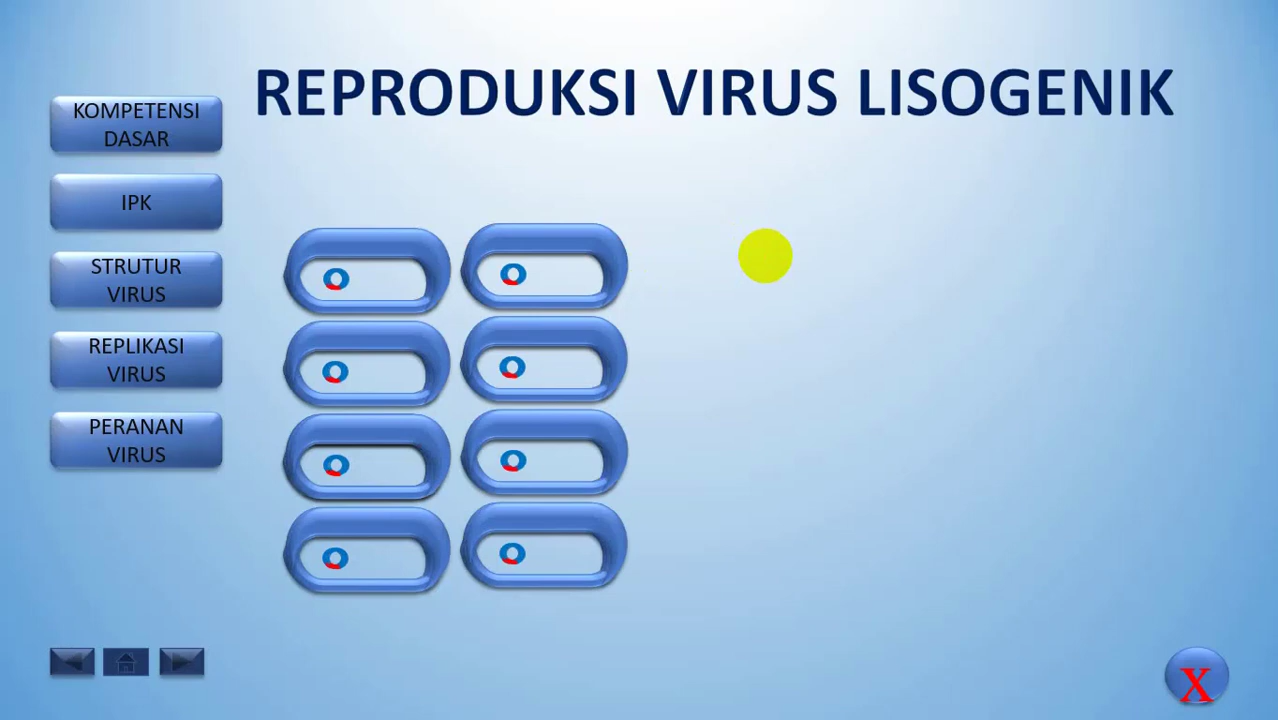 REPRODUKSI VIRUS LISOGENIK
KOMPETENSI
DASAR
IPK
STRUTUR
VIRUS
REPLIKASI
VIRUS
PERANAN
VIRUS
X